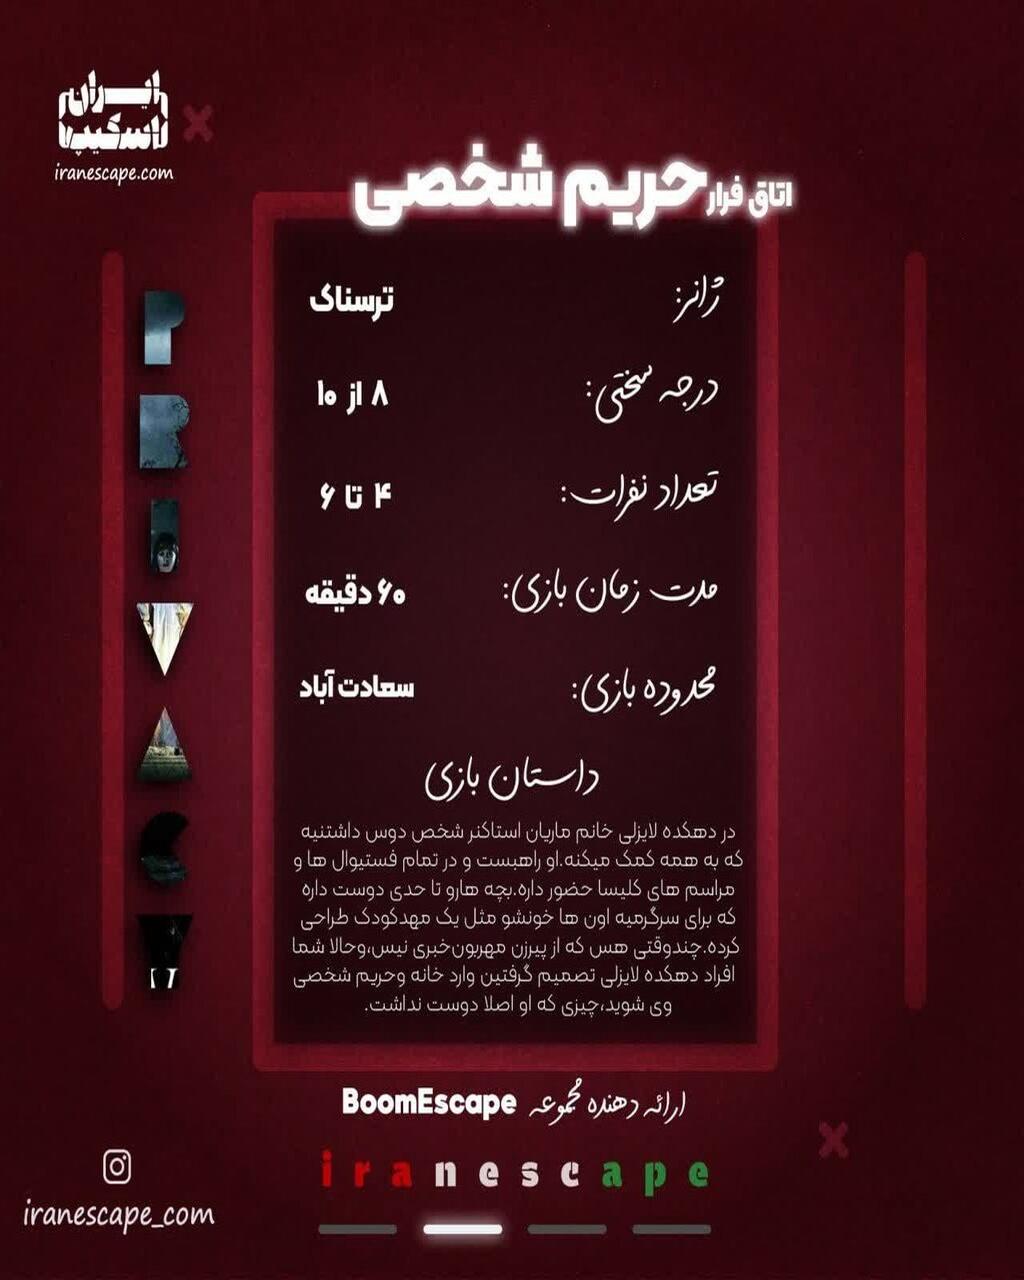 ایران
اسکیپ
iranescape.com
اتاق فرار حریم شخصی
ژانر: ترسناک
درجه سختی: ۸ از ۱۰
تعداد نفرات: ۴ تا ۶
مدت زمان بازی: ۶۰ دقیقه
محدوده بازی: سعادت آباد
داستان بازی
در دهکده لایزلی خانم ماریان استاکنر شخص دوس داشتنیه
که به همه کمک میکنه.او راهبست و در تمام فستیوال ها و
مراسم های کلیسا حضور داره.بچه هارو تا حدی دوست داره
که برای سرگرمیه اون ها خونشو مثل یک مهدکودک طراحی
کرده.چندوقتی هس که از پیرزن مهربون‌خبری نیس،وحالا شما
افراد دهکده لایزلی تصمیم گرفتین وارد خانه وحریم شخصی
وی شوید،چیزی که او اصلا دوست نداشت.
PRIVACY
ارائه دهنده مجموعه BoomEscape
iranescape
iranescape_com